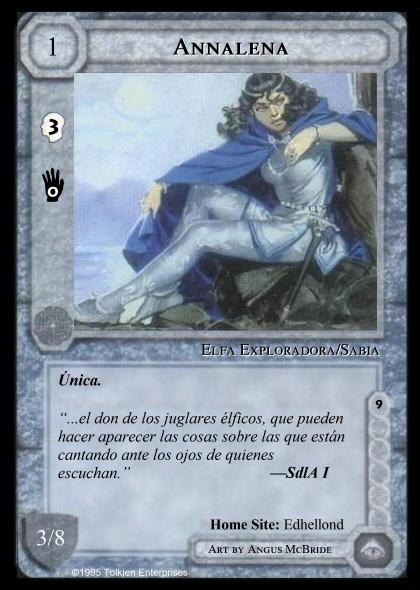 1
ANNALENA
3
0
ELFA EXPLORADORA/SABIA
Única.
“...el don de los juglares élficos, que pueden
hacer aparecer las cosas sobre las que están
cantando ante los ojos de quienes
escuchan.” —SdlA I
9
Home Site: Edhellond
3/8
ART BY ANGUS MCBRIDE
©1995 Tolkien Enterprises